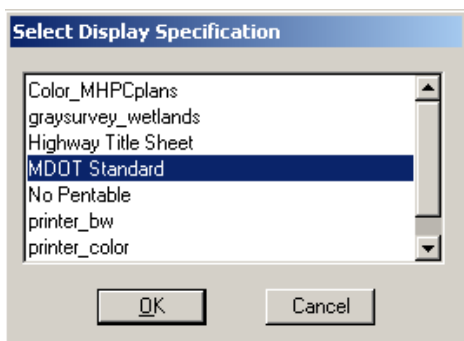 Select Display Specification
Color_MHPCplans
graysurvey_wetlands
Highway Title Sheet
MDOT Standard
No Pentable
printer_bw
printer_color
OK
Cancel